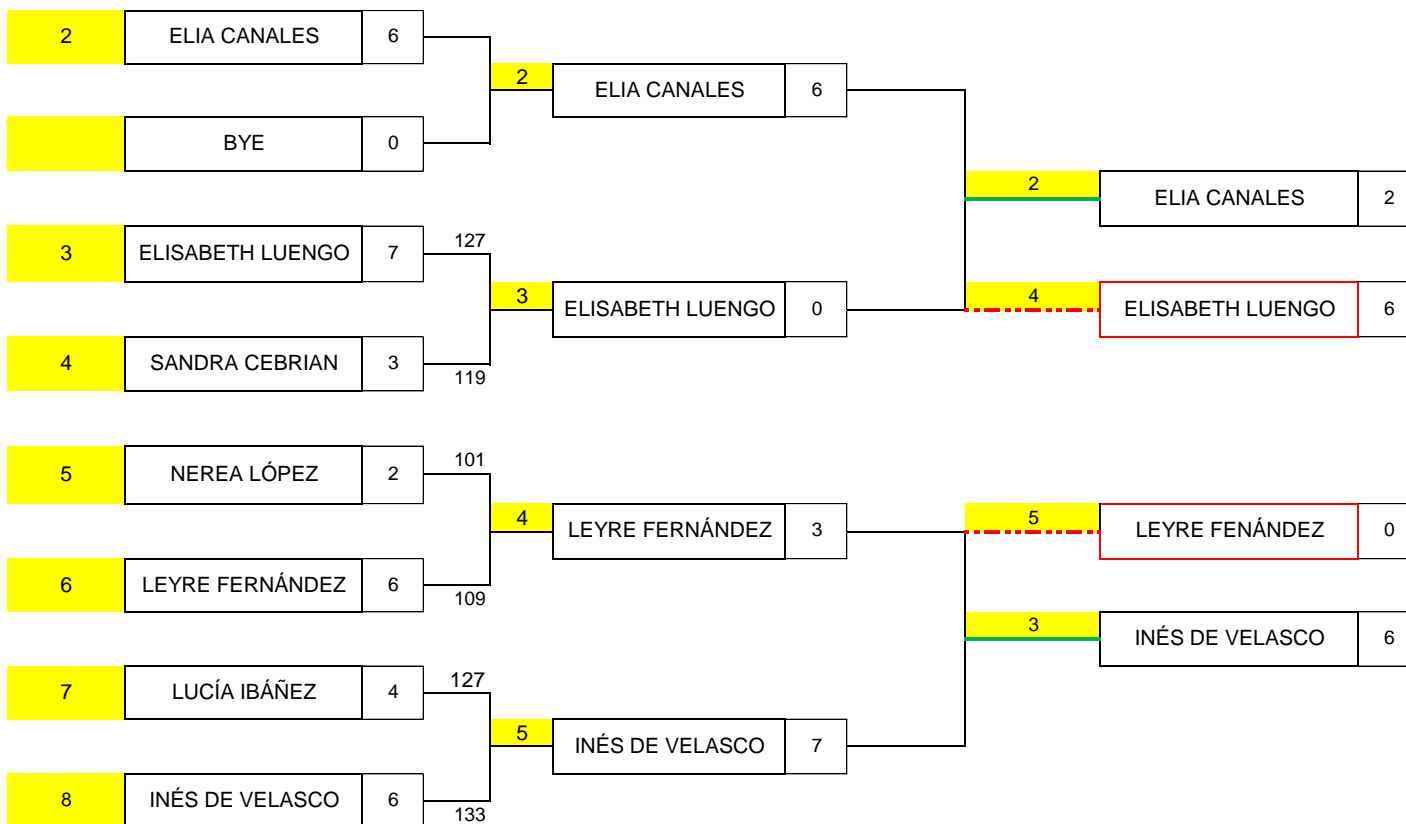 2 ELIA CANALES 6
2 ELIA CANALES 6
BYE 0
2 ELIA CANALES 2
3 ELISABETH LUENGO 7 127
3 ELISABETH LUENGO 0
4 ELISABETH LUENGO 6
4 SANDRA CEBRIAN 3 119
5 NEREA LÓPEZ 2 101
4 LEYRE FERNÁNDEZ 3
5 LEYRE FENÁNDEZ 0
6 LEYRE FERNÁNDEZ 6 109
3 INÉS DE VELASCO 6
7 LUCÍA IBÁÑEZ 4 127
5 INÉS DE VELASCO 7
8 INÉS DE VELASCO 6 133